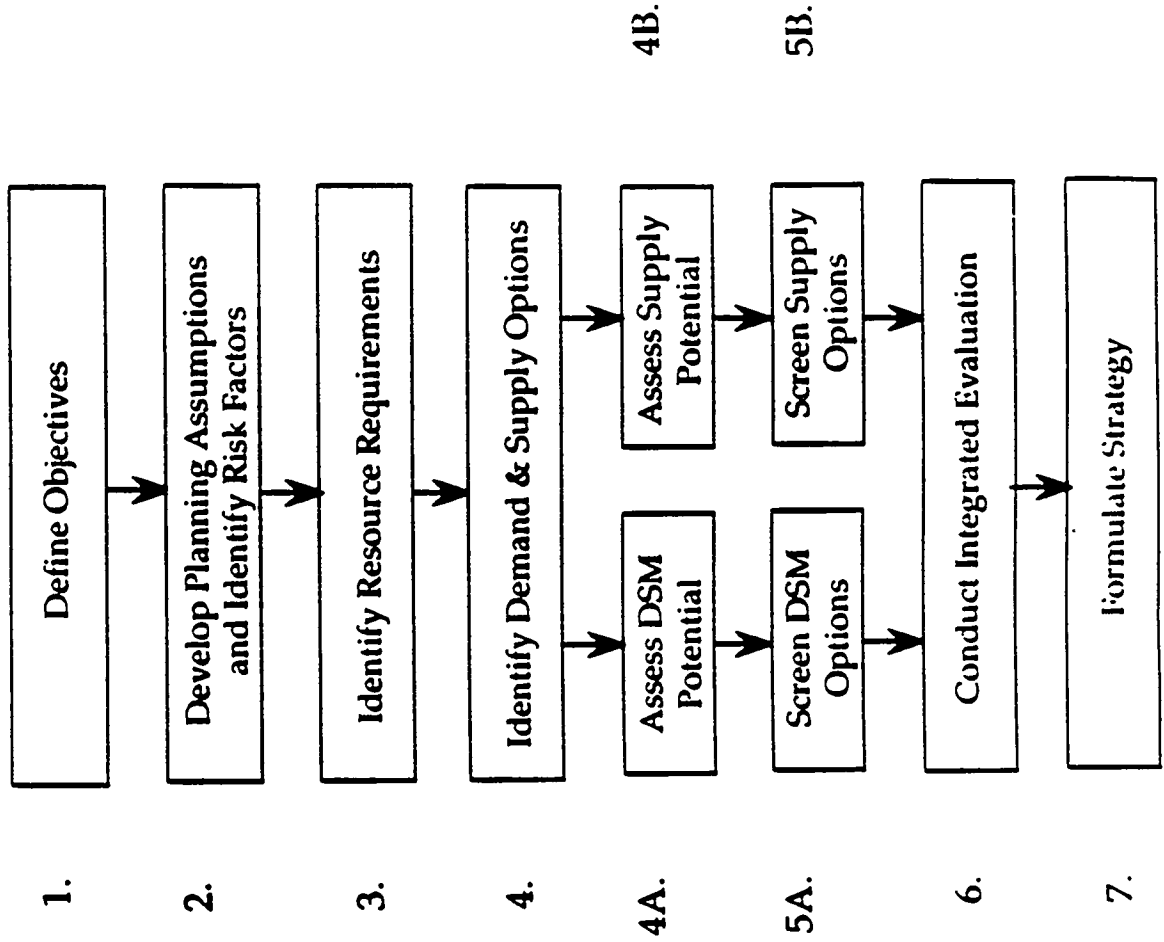 1.
Define Objectives
2.
Develop Planning Assumptions
and Identify Risk Factors
3.
Identify Resource Requirements
4.
Identify Demand & Supply Options
4A.
Assess DSM
Potential
Assess Supply
Potential
4B.
5A.
Screen DSM
Options
Screen Supply
Options
5B.
6.
Conduct Integrated Evaluation
7.
Formulate Strategy